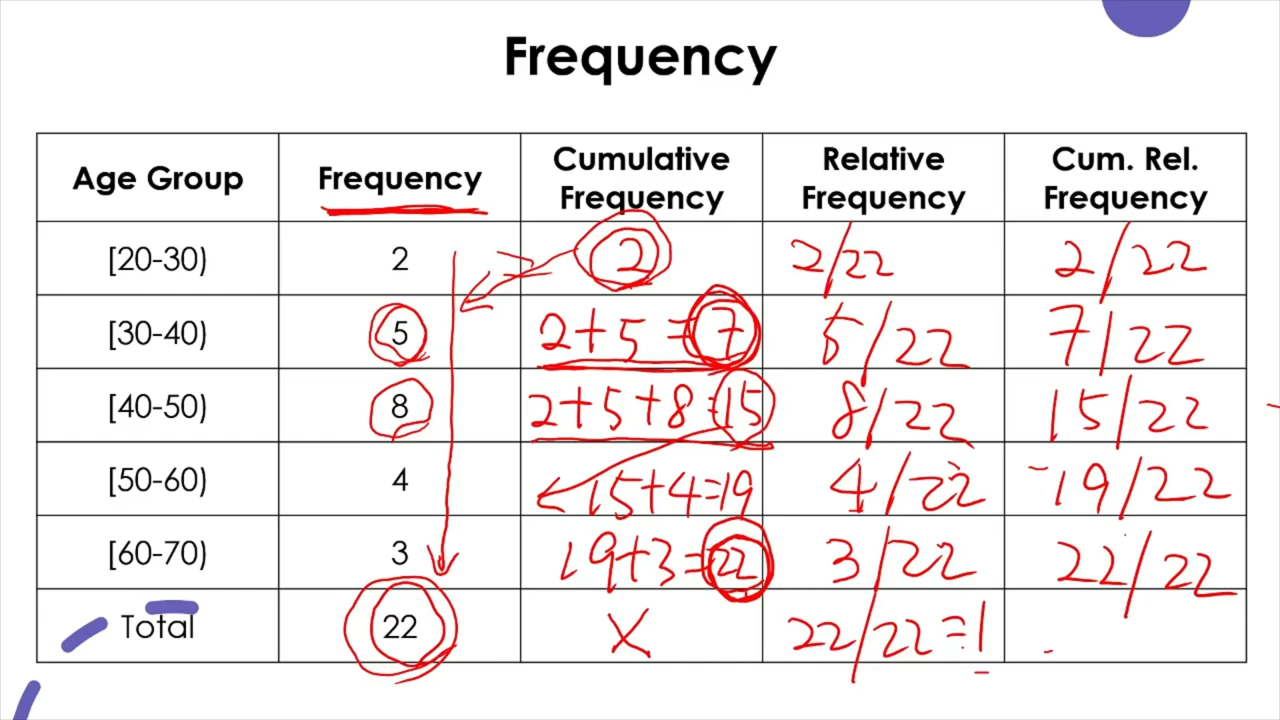 Frequency
Age Group Frequency Cumulative Frequency Relative Frequency Cum. Rel. Frequency
[20-30) 2 2 2/22 2/22
[30-40) 5 2+5=7 5/22 7/22
[40-50) 8 2+5+8=15 8/22 15/22
[50-60) 4 15+4=19 4/22 19/22
[60-70) 3 19+3=22 3/22 22/22
Total 22 X 22/22=1